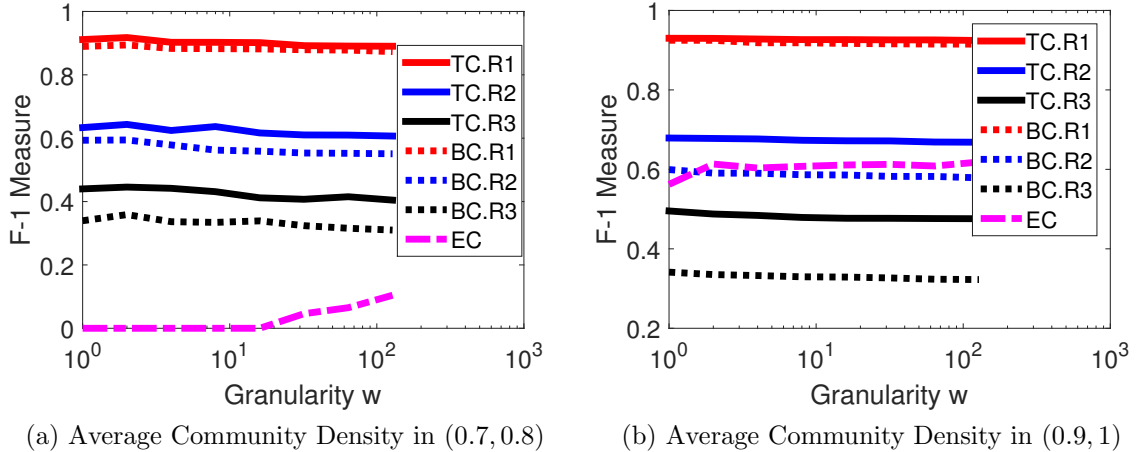 F-1 Measure
1
0.8
0.6
0.4
0.2
0
10^0
10^1
10^2
10^3
Granularity w
TC.R1
TC.R2
TC.R3
BC.R1
BC.R2
BC.R3
EC
(a) Average Community Density in (0.7, 0.8)
F-1 Measure
1
0.8
0.6
0.4
0.2
10^0
10^1
10^2
10^3
Granularity w
TC.R1
TC.R2
TC.R3
BC.R1
BC.R2
BC.R3
EC
(b) Average Community Density in (0.9, 1)